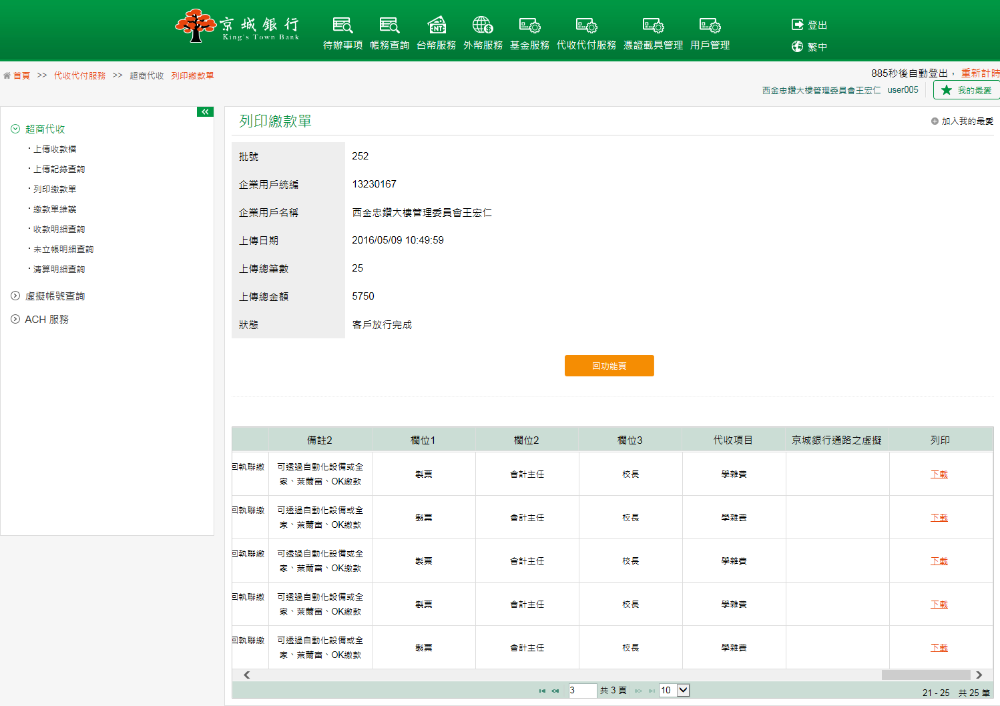 京城銀行
King's Town Bank
待辦事項 帳務查詢 台幣服務 外幣服務 基金服務 代收代付服務 憑證載具管理 用戶管理
登出
繁中
首頁 >> 代收代付服務 >> 超商代收 列印繳款單
885秒後自動登出, 重新計時
西金忠鑽大樓管理委員會王宏仁 user005
我的最愛
超商代收
・上傳收款檔
・上傳記錄查詢
・列印繳款單
・繳款單維護
・收款明細查詢
・未立帳明細查詢
・清算明細查詢
虛擬帳號查詢
ACH 服務
列印繳款單
加入我的最愛
批號 252
企業用戶統編 13230167
企業用戶名稱 西金忠鑽大樓管理委員會王宏仁
上傳日期 2016/05/09 10:49:59
上傳總筆數 25
上傳總金額 5750
狀態 客戶放行完成
回功能頁
備註2 欄位1 欄位2 欄位3 代收項目 京城銀行通路之虛擬 列印
回執聯繳 可透過自動化設備或全
家、萊薾富、OK繳款 製票 會計主任 校長 學雜費 下載
回執聯繳 可透過自動化設備或全
家、萊薾富、OK繳款 製票 會計主任 校長 學雜費 下載
回執聯繳 可透過自動化設備或全
家、萊薾富、OK繳款 製票 會計主任 校長 學雜費 下載
回執聯繳 可透過自動化設備或全
家、萊薾富、OK繳款 製票 會計主任 校長 學雜費 下載
回執聯繳 可透過自動化設備或全
家、萊薾富、OK繳款 製票 會計主任 校長 學雜費 下載
3 共 3 頁 10
21 - 25 共 25 筆